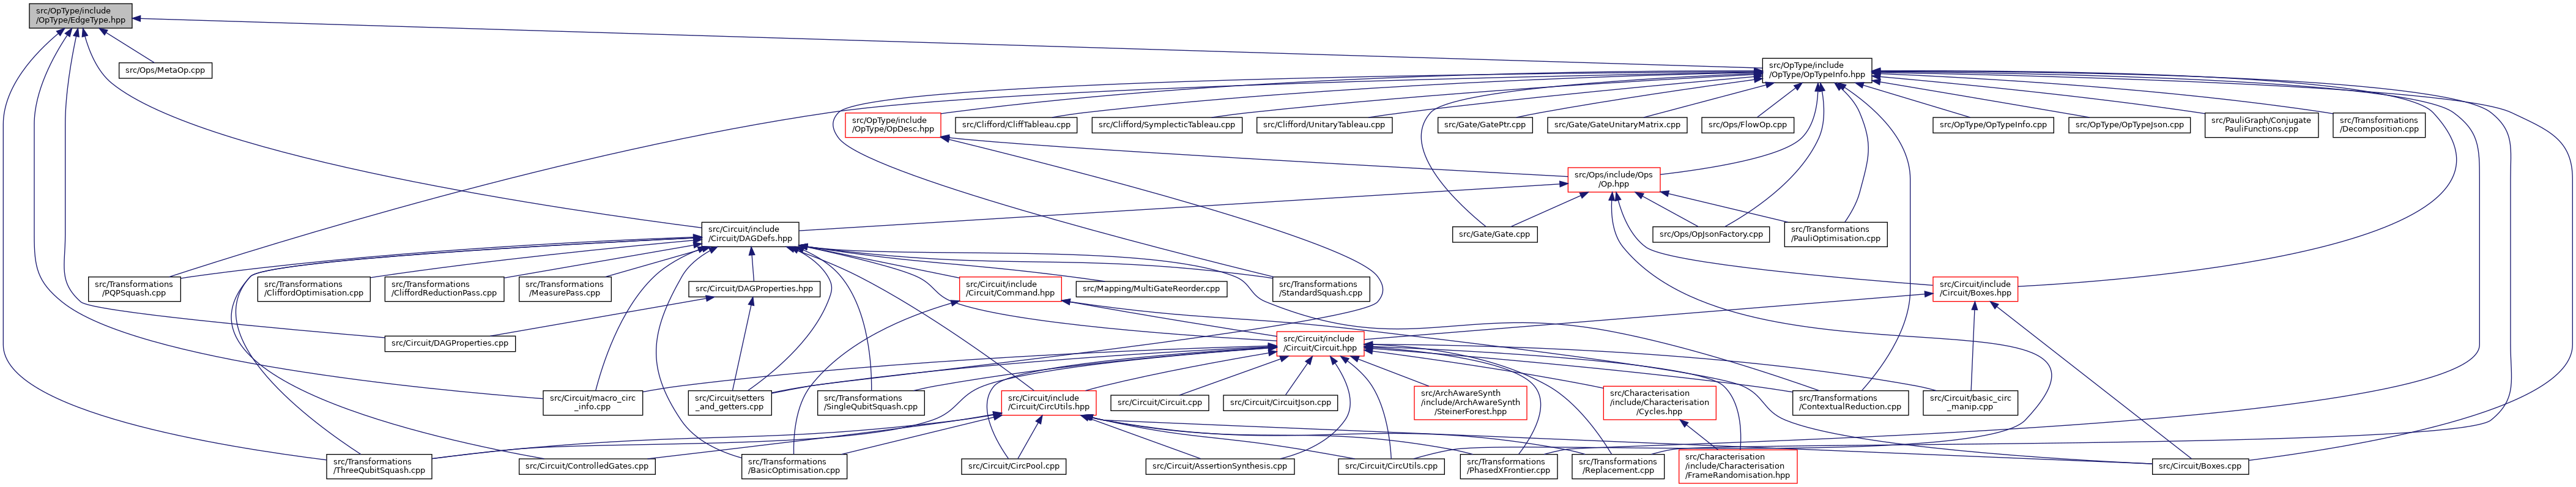 src/OpType/include
/OpType/EdgeType.hpp
src/Ops/MetaOp.cpp
src/OpType/include
/OpType/OpTypeInfo.hpp
src/OpType/include
/OpType/OpDesc.hpp
src/Clifford/CliffTableau.cpp
src/Clifford/SymplecticTableau.cpp
src/Clifford/UnitaryTableau.cpp
src/Gate/GatePtr.cpp
src/Gate/GateUnitaryMatrix.cpp
src/Ops/FlowOp.cpp
src/OpType/OpTypeInfo.cpp
src/OpType/OpTypeJson.cpp
src/PauliGraph/Conjugate
PauliFunctions.cpp
src/Transformations
/Decomposition.cpp
src/Ops/include/Ops
/Op.hpp
src/Circuit/include
/Circuit/DAGDefs.hpp
src/Gate/Gate.cpp
src/Ops/OpJsonFactory.cpp
src/Transformations
/PauliOptimisation.cpp
src/Transformations
/PQPSquash.cpp
src/Transformations
/CliffordOptimisation.cpp
src/Transformations
/CliffordReductionPass.cpp
src/Transformations
/MeasurePass.cpp
src/Circuit/DAGProperties.hpp
src/Circuit/include
/Circuit/Command.hpp
src/Mapping/MultiGateReorder.cpp
src/Transformations
/StandardSquash.cpp
src/Circuit/include
/Circuit/Boxes.hpp
src/Circuit/DAGProperties.cpp
src/Circuit/include
/Circuit/Circuit.hpp
src/Circuit/macro_circ
_info.cpp
src/Circuit/setters
_and_getters.cpp
src/Transformations
/SingleQubitSquash.cpp
src/Circuit/include
/Circuit/CircUtils.hpp
src/Circuit/Circuit.cpp
src/Circuit/CircuitJson.cpp
src/ArchAwareSynth
/include/ArchAwareSynth
/SteinerForest.hpp
src/Characterisation
/include/Characterisation
/Cycles.hpp
src/Transformations
/ContextualReduction.cpp
src/Circuit/basic_circ
_manip.cpp
src/Transformations
/ThreeQubitSquash.cpp
src/Circuit/ControlledGates.cpp
src/Transformations
/BasicOptimisation.cpp
src/Circuit/CircPool.cpp
src/Circuit/AssertionSynthesis.cpp
src/Circuit/CircUtils.cpp
src/Transformations
/PhasedXFrontier.cpp
src/Transformations
/Replacement.cpp
src/Characterisation
/include/Characterisation
/FrameRandomisation.hpp
src/Circuit/Boxes.cpp